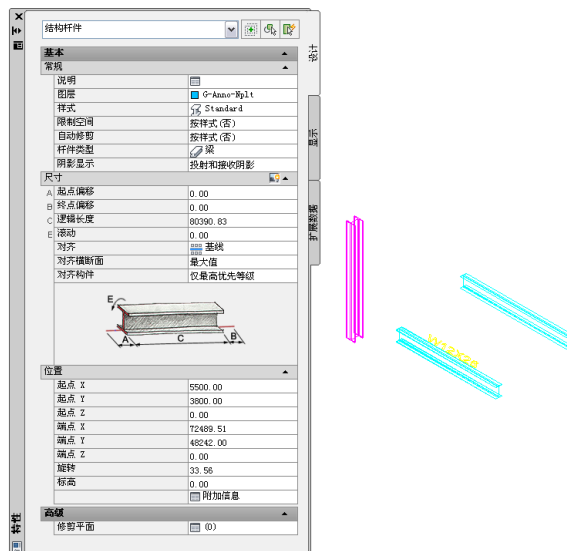 结构杆件
基本
常规
说明
图层 G-Anno-Nplt
样式 Standard
限制空间 按样式(否)
自动修剪 按样式(否)
杆件类型 梁
阴影显示 投射和接收阴影
尺寸
A 起点偏移 0.00
B 终点偏移 0.00
C 逻辑长度 80390.83
E 滚动 0.00
对齐 基线
对齐横断面 最大值
对齐构件 仅最高优先等级
E
A C B
位置
起点 X 5500.00
起点 Y 3800.00
起点 Z 0.00
端点 X 72489.51
端点 Y 48242.00
端点 Z 0.00
旋转 33.56
标高 0.00
附加信息
高级
修剪平面 (0)
设计
显示
扩展数据
特性